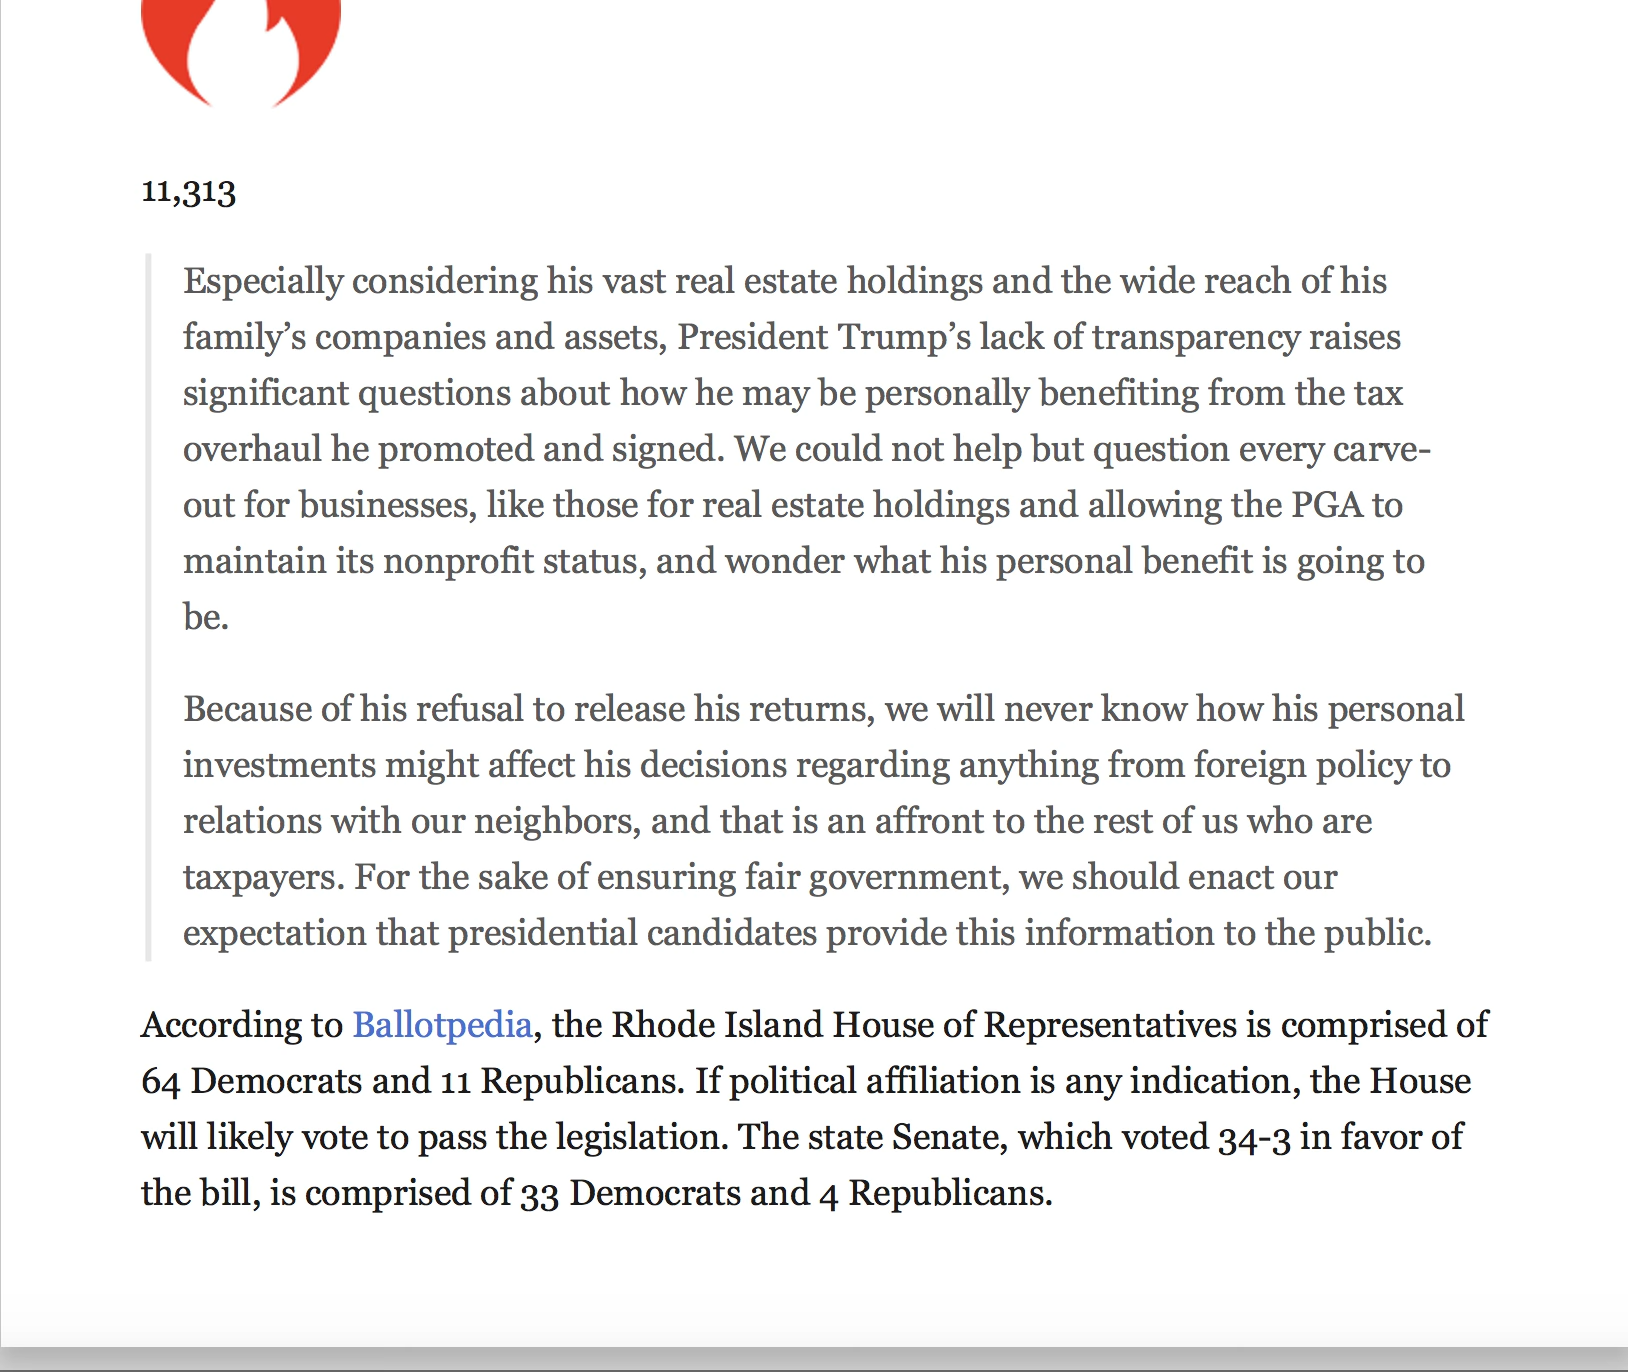 11,313
Especially considering his vast real estate holdings and the wide reach of his
family’s companies and assets, President Trump’s lack of transparency raises
significant questions about how he may be personally benefiting from the tax
overhaul he promoted and signed. We could not help but question every carve-
out for businesses, like those for real estate holdings and allowing the PGA to
maintain its nonprofit status, and wonder what his personal benefit is going to
be.
Because of his refusal to release his returns, we will never know how his personal
investments might affect his decisions regarding anything from foreign policy to
relations with our neighbors, and that is an affront to the rest of us who are
taxpayers. For the sake of ensuring fair government, we should enact our
expectation that presidential candidates provide this information to the public.
According to Ballotpedia, the Rhode Island House of Representatives is comprised of
64 Democrats and 11 Republicans. If political affiliation is any indication, the House
will likely vote to pass the legislation. The state Senate, which voted 34-3 in favor of
the bill, is comprised of 33 Democrats and 4 Republicans.